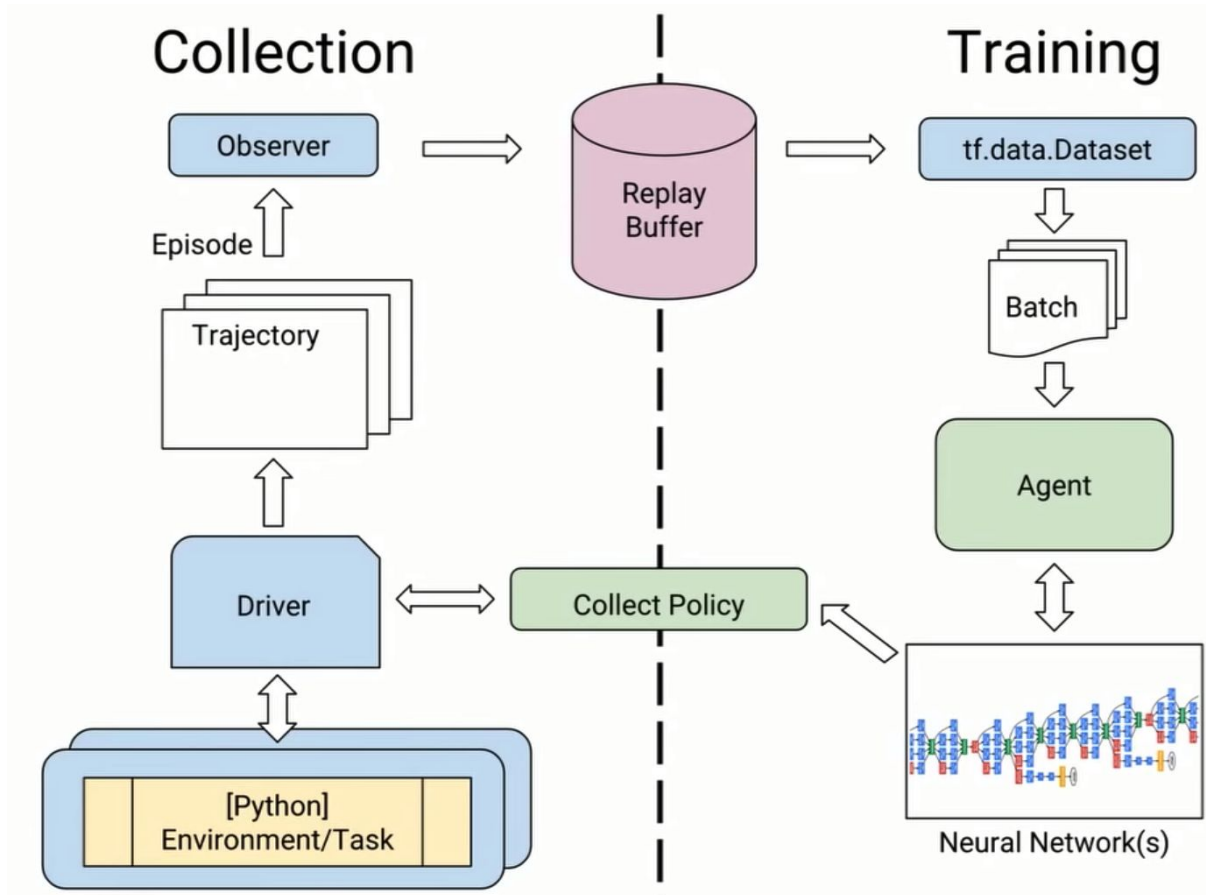 Collection
Training
Observer
Replay
Buffer
tf.data.Dataset
Episode
Trajectory
Batch
Agent
Driver
Collect Policy
[Python]
Environment/Task
Neural Network(s)